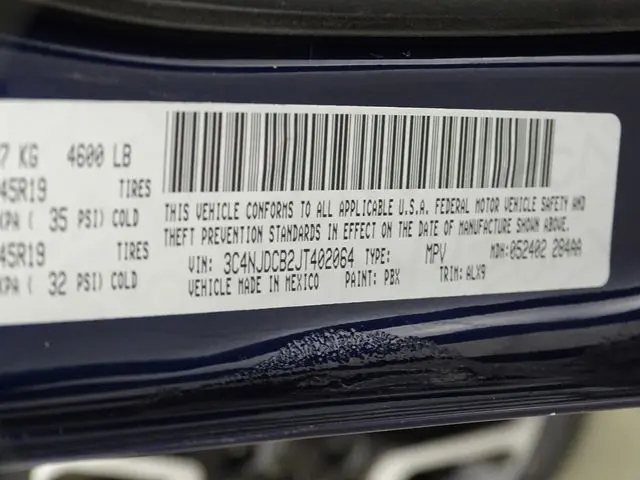 7 KG 4600 LB
45R19 TIRES
KPA ( 35 PSI) COLD
45R19 TIRES
KPA ( 32 PSI) COLD
THIS VEHICLE CONFORMS TO ALL APPLICABLE U.S.A. FEDERAL MOTOR VEHICLE SAFETY AND
THEFT PREVENTION STANDARDS IN EFFECT ON THE DATE OF MANUFACTURE SHOWN ABOVE.
VIN: 3C4NJDCB2JT402064 TYPE: MPV MDH:052402 284AA
VEHICLE MADE IN MEXICO PAINT: PBX TRIM: ALX9